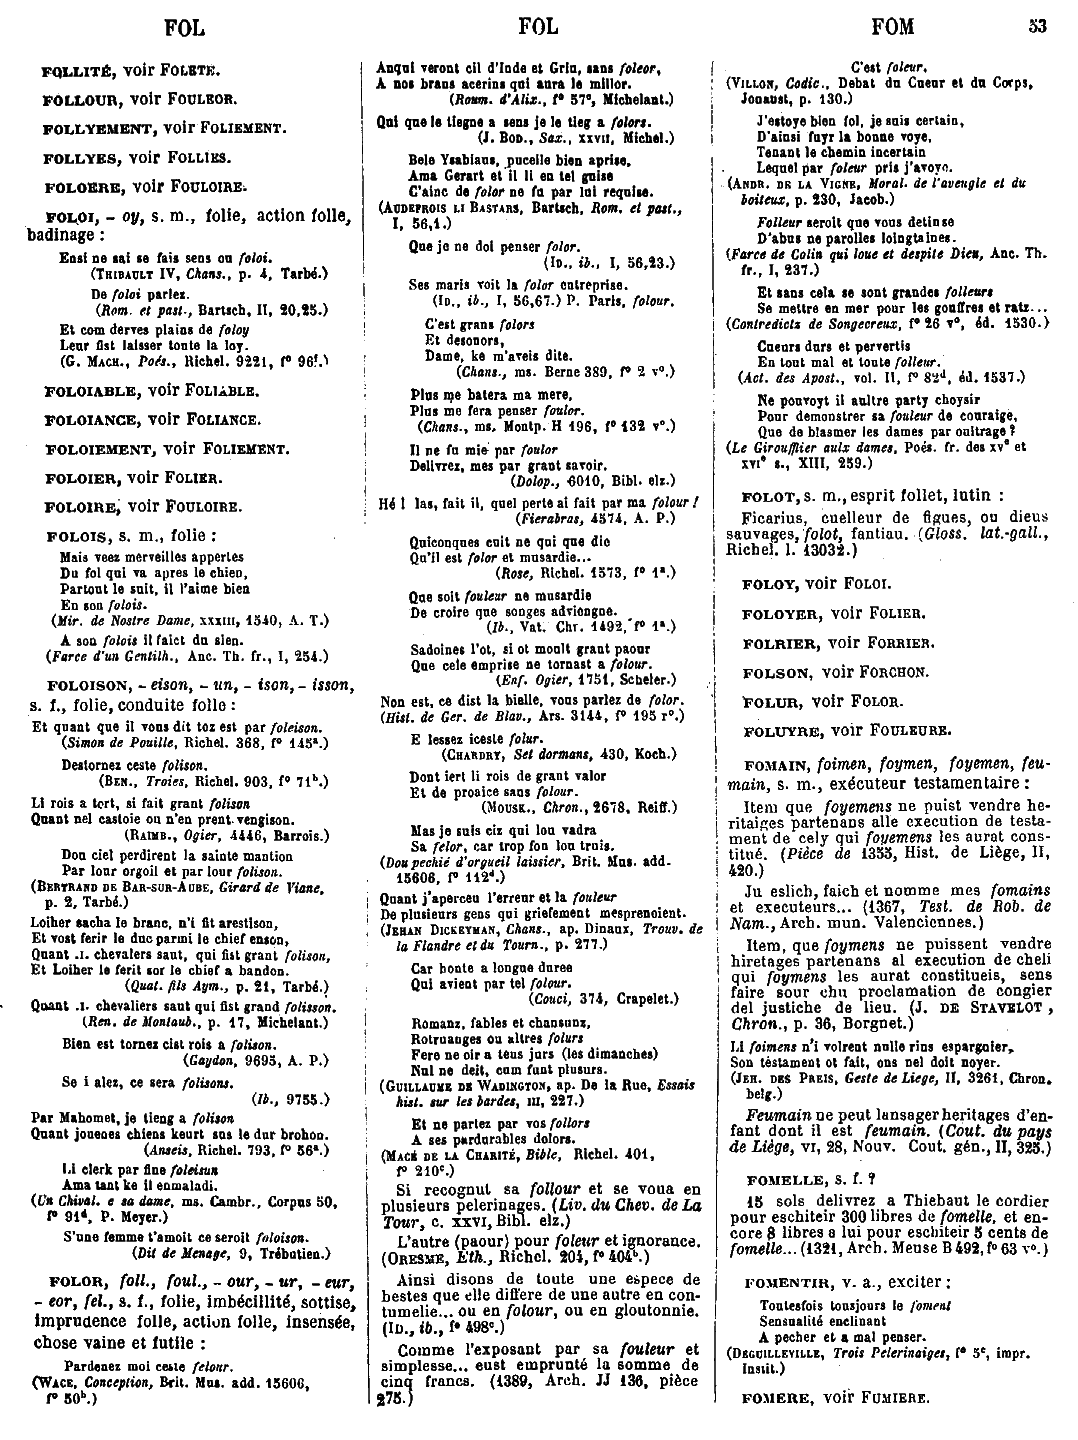 FOL
FOL
FOM
53
FOLLITÉ, voir FOLETE.
FOLLOUR, voir FOULEOR.
FOLLYEMENT, voir FOLIEMENT.
FOLLYES, voir FOLLIES.
FOLOERE, voir FOULOIRE.
FOLOI, – oy, s. m., folie, action folle,
badinage :
Ensi ne sai se fais sens ou foloi.
(THIBAULT IV, Chans., p. 4, Tarbé.)
De foloi parlez.
(Rom. et past., Bartsch, II, 20,25.)
Et com derves plains de foloy
Leur fist laisser toute la loy.
(G. MACH., Poés., Richel. 9221, f° 96f.)
FOLOIABLE, voir FOLIABLE.
FOLOIANCE, voir FOLIANCE.
FOLOIEMENT, voir FOLIEMENT.
FOLOIER, voir FOLIER.
FOLOIRE, voir FOULOIRE.
FOLOIS, s. m., folie :
Mais veez merveilles appertes
Du fol qui va apres le chien,
Partout le suit, il l'aime bien
En son folois.
(Mir. de Nostre Dame, XXXIII, 1540, A. T.)
A son folois il faict du sien.
(Farce d'un Gentilh., Anc. Th. fr., I, 254.)
FOLOISON, – eison, – un, – ison, – isson,
s. f., folie, conduite folle :
Et quant que il vous dit toz est par foleison.
(Simon de Pouille, Richel. 368, f° 145a.)
Destornez ceste folison.
(BEN., Troies, Richel. 903, f° 71b.)
Li rois a tort, si fait grant folison
Quant nel castoie ou n'en prent vengison.
(RAIMB., Ogier, 4446, Barrois.)
Dou ciel perdirent la sainte mantion
Par lour orgoil et par lour folison.
(BERTRAND DE BAR-SUR-AUBE, Girard de Viane,
p. 2, Tarbé.)
Loiher sacha le branc, n'i fit arestison,
Et vost ferir le duc parmi le chief enson,
Quant .I. chevalers saut, qui fist grant folison,
Et Loiher le ferit sor le chief a bandon.
(Quat. fils Aym., p. 21, Tarbé.)
Quant .I. chevaliers saut qui fist grand folisson.
(Ren. de Montaub., p. 17, Michelant.)
Bien est tornez cist rois a folison.
(Gaydon, 9695, A. P.)
Se i alez, ce sera folisons.
(Ib., 9755.)
Par Mahomet, je tieng a folison
Quant joueues chiens keurt sus le dur brohon.
(Anseis, Richel. 793, f° 56a.)
Li clerk par fine foleisun
Ama tant ke il enmaladi.
(Un Chival. e sa dame, ms. Cambr., Corpus 50,
f° 91d, P. Meyer.)
S'une femme t'amoit ce seroit foloison.
(Dit de Menage, 9, Trébutien.)
FOLOR, foll., foul., – our, – ur, – eur,
– eor, fel., s. f., folie, imbécillité, sottise,
imprudence folle, action folle, insensée,
chose vaine et futile :
Pardenez moi ceste felour.
(WACE, Conception, Brit. Mus. add. 15606,
f° 50b.)
Anqui veront cil d'Inde et Griu, sans foleor,
A nos brans acerins qui aura le millor.
(Roum. d'Alix., f° 57c, Michelant.)
Qui que le tiegne a sens je le tieg a folors.
(J. BOD., Sax., XXVII, Michel.)
Bele Ysabiaus, pucelle bien aprise,
Ama Gerart et il li en tel guise
C'ainc de folor ne fu par lui requise.
(AUDEFROIS LI BASTARS, Bartsch, Rom. et past.,
I, 56,1.)
Que je ne doi penser folor.
(ID., ib., I, 56,23.)
Ses maris voit la folor entreprise.
(ID., ib., I, 56,67.) P. Paris, folour.
C'est grans folors
Et desonors,
Dame, ke m'aveis dite.
(Chans., ms. Berne 389, f° 2 v°.)
Plus me batera ma mere,
Plus me fera penser foulor.
(Chans., ms. Montp. H 196, f° 132 v°.)
Il ne fu mie par foulor
Delivrez, mes par grant savoir.
(Dolop., 6010, Bibl. elz.)
Hé ! las, fait il, quel perte ai fait par ma folour !
(Fierabras, 4574, A. P.)
Quiconques cuit ne qui que die
Qu'il est folor et musardie...
(Rose, Richel. 1573, f° 1a.)
Que soit fouleur ne musardie
De croire que songes adviengne.
(Ib., Vat. Chr. 1492, f° 1a.)
Sadoines l'ot, si ot moult grant paour
Que cele emprise ne tornast a folour.
(Enf. Ogier, 1751, Scheler.)
Non est, ce dist la bielle, vous parlez de folor.
(Hist. de Ger. de Blav., Ars. 3144, f° 195 r°.)
E lessez iceste folur.
(CHARDRY, Set dormans, 430, Koch.)
Dont iert li rois de grant valor
Et de proaice sans folour.
(MOUSK., Chron., 2678, Reiff.)
Mas je suis ciz qui lou vadra
Sa felor, car trop fon lou truis.
(Dou pechié d'orgueil laissier, Brit. Mus. add.
15606, f° 112d.)
Quant j'aperceu l'erreur et la fouleur
De plusieurs gens qui griefement mesprenoient.
(JEHAN DICKEYMAN, Chans., ap. Dinaux, Trouv. de
la Flandre et du Tourn., p. 277.)
Car honte a longue duree
Qui avient par tel folour.
(Couci, 374, Crapelet.)
Romanz, fables et chansunz,
Rotruanges ou altres folurs
Fere ne oir a teus jurs (les dimanches)
Nul ne deit, cum funt plusurs.
(GUILLAUME DE WADINGTON, ap. De la Rue, Essais
hist. sur les bardes, III, 227.)
Et ne parlez par vos follors
A ses pardurables dolors.
(MACÉ DE LA CHARITÉ, Bible, Richel. 401,
f° 210c.)
Si recognut sa follour et se voua en
plusieurs pelerinages. (Liv. du Chev. de La
Tour, c. XXVI, Bibl. elz.)
L'autre (paour) pour foleur et ignorance.
(ORESME, Eth., Richel. 204, f° 404b.)
Ainsi disons de toute une espece de
bestes que elle differe de une autre en con-
tumelie... ou en folour, ou en gloutonnie.
(ID., ib., f° 498c.)
Comme l'exposant par sa fouleur et
simplesse... eust emprunté la somme de
cinq francs. (1389, Arch. JJ 136, pièce
275.)
C'est foleur.
(VILLON, Codic., Debat du Cueur et du Corps,
Jouaust, p. 130.)
J'estoye bien fol, je suis certain,
D'ainsi fuyr la bonne voye,
Tenant le chemin incertain
Lequel par foleur pris j'avoye.
(ANDR. DE LA VIGNE, Moral. de l'aveugle et du
boiteux, p. 230, Jacob.)
Folleur seroit que vous detinse
D'abus ne parolles loingtaines.
(Farce de Colin qui loue et despite Dieu, Anc. Th.
fr., I, 237.)
Et sans cela se sont grandes folleurs
Se mettre en mer pour les gouffres et ratz...
(Contredictz de Songecreux, f° 26 v°, éd. 1530.)
Cueurs durs et pervertis
En tout mal et toute folleur.
(Act. des Apost., vol. II, f° 82d, éd. 1537.)
Ne pouvoyt il aultre party choysir
Pour demonstrer sa fouleur de couraige,
Que de blasmer les dames par oultrage ?
(Le Girouffier aulx dames, Poés. fr. des XVe et
XVIe s., XIII, 259.)
FOLOT, s. m., esprit follet, lutin :
Ficarius, cuelleur de figues, ou dieus
sauvages, folot, fantiau. (Gloss. lat.-gall.,
Richel. l. 13032.)
FOLOY, voir FOLOI.
FOLOYER, voir FOLIER.
FOLRIER, voir FORRIER.
FOLSON, voir FORCHON.
FOLUR, voir FOLOR.
FOLUYRE, voir FOULEURE.
FOMAIN, foimen, foymen, foyemen, feu-
main, s. m., exécuteur testamentaire :
Item que foyemens ne puist vendre he-
ritaiges partenans alle execution de testa-
ment de cely qui foyemens les aurat cons-
titué. (Pièce de 1353, Hist. de Liège, II,
420.)
Ju eslich, faich et nomme mes fomains
et executeurs... (1367, Test. de Rob. de
Nam., Arch. mun. Valenciennes.)
Item, que foymens ne puissent vendre
hiretages partenans al execution de cheli
qui foymens les aurat constitueis, sens
faire sour chu proclamation de congier
del justiche de lieu. (J. DE STAVELOT,
Chron., p. 36, Borgnet.)
Li foimens n'i volrent nulle rins espargnier,
Son testament ot fait, ons nel doit noyer.
(JEH. DES PREIS, Geste de Liege, II, 3261, Chron.
belg.)
Feumain ne peut lansager heritages d'en-
fant dont il est feumain. (Cout. du pays
de Liége, VI, 28, Nouv. Cout. gén., II, 325.)
FOMELLE, s. f. ?
15 sols delivrez a Thiebaut le cordier
pour eschiteir 300 libres de fomelle, et en-
core 8 libres a lui pour eschiteir 5 cents de
fomelle... (1321, Arch. Meuse B 492, f° 63 v°.)
FOMENTIR, v. a., exciter :
Toutesfois tousjours le foment
Sensualité enclinant
A pecher et a mal penser.
(DEGUILLEVILLE, Trois Pelerinaiges, f° 5c, impr.
Instit.)
FOMERE, voir FUMIERE.